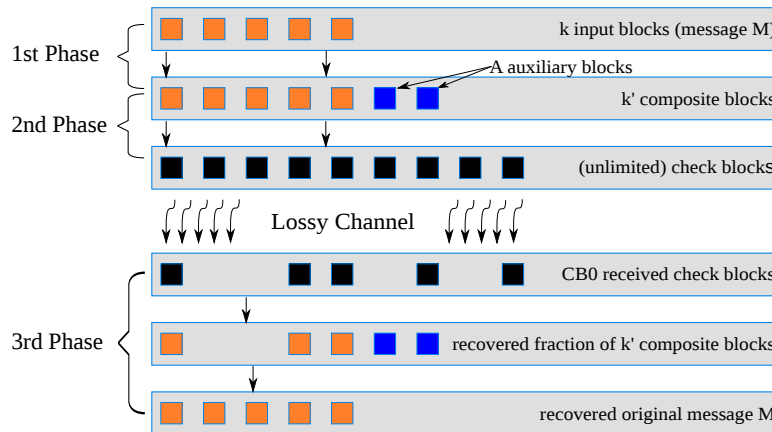 k input blocks (message M)
1st Phase
A auxiliary blocks
k' composite blocks
2nd Phase
(unlimited) check blocks
Lossy Channel
CB0 received check blocks
3rd Phase
recovered fraction of k' composite blocks
recovered original message M